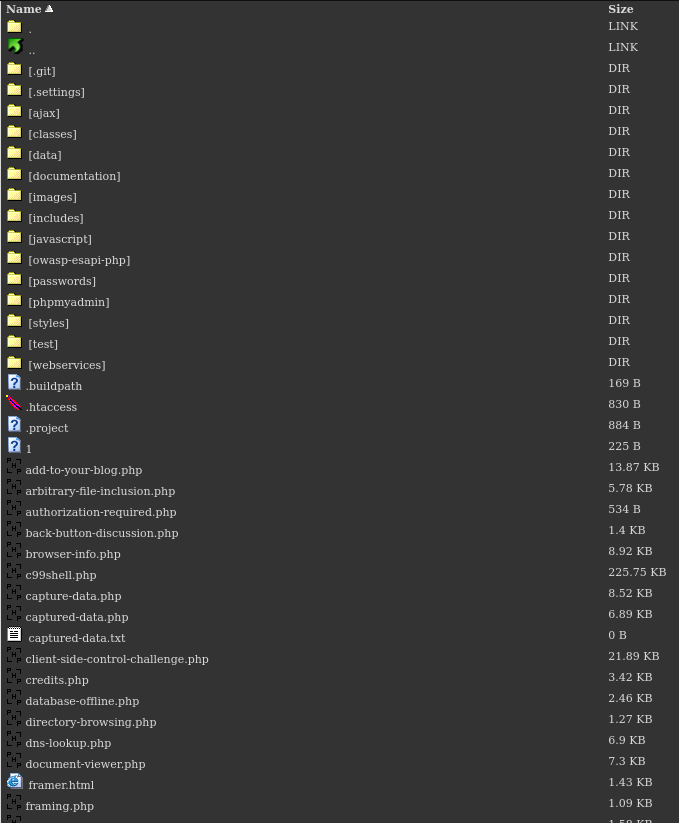 Name Size
. LINK
.. LINK
[.git] DIR
[.settings] DIR
[ajax] DIR
[classes] DIR
[data] DIR
[documentation] DIR
[images] DIR
[includes] DIR
[javascript] DIR
[owasp-esapi-php] DIR
[passwords] DIR
[phpmyadmin] DIR
[styles] DIR
[test] DIR
[webservices] DIR
.buildpath 169 B
.htaccess 830 B
.project 884 B
1 225 B
add-to-your-blog.php 13.87 KB
arbitrary-file-inclusion.php 5.78 KB
authorization-required.php 534 B
back-button-discussion.php 1.4 KB
browser-info.php 8.92 KB
c99shell.php 225.75 KB
capture-data.php 8.52 KB
captured-data.php 6.89 KB
captured-data.txt 0 B
client-side-control-challenge.php 21.89 KB
credits.php 3.42 KB
database-offline.php 2.46 KB
directory-browsing.php 1.27 KB
dns-lookup.php 6.9 KB
document-viewer.php 7.3 KB
framer.html 1.43 KB
framing.php 1.09 KB